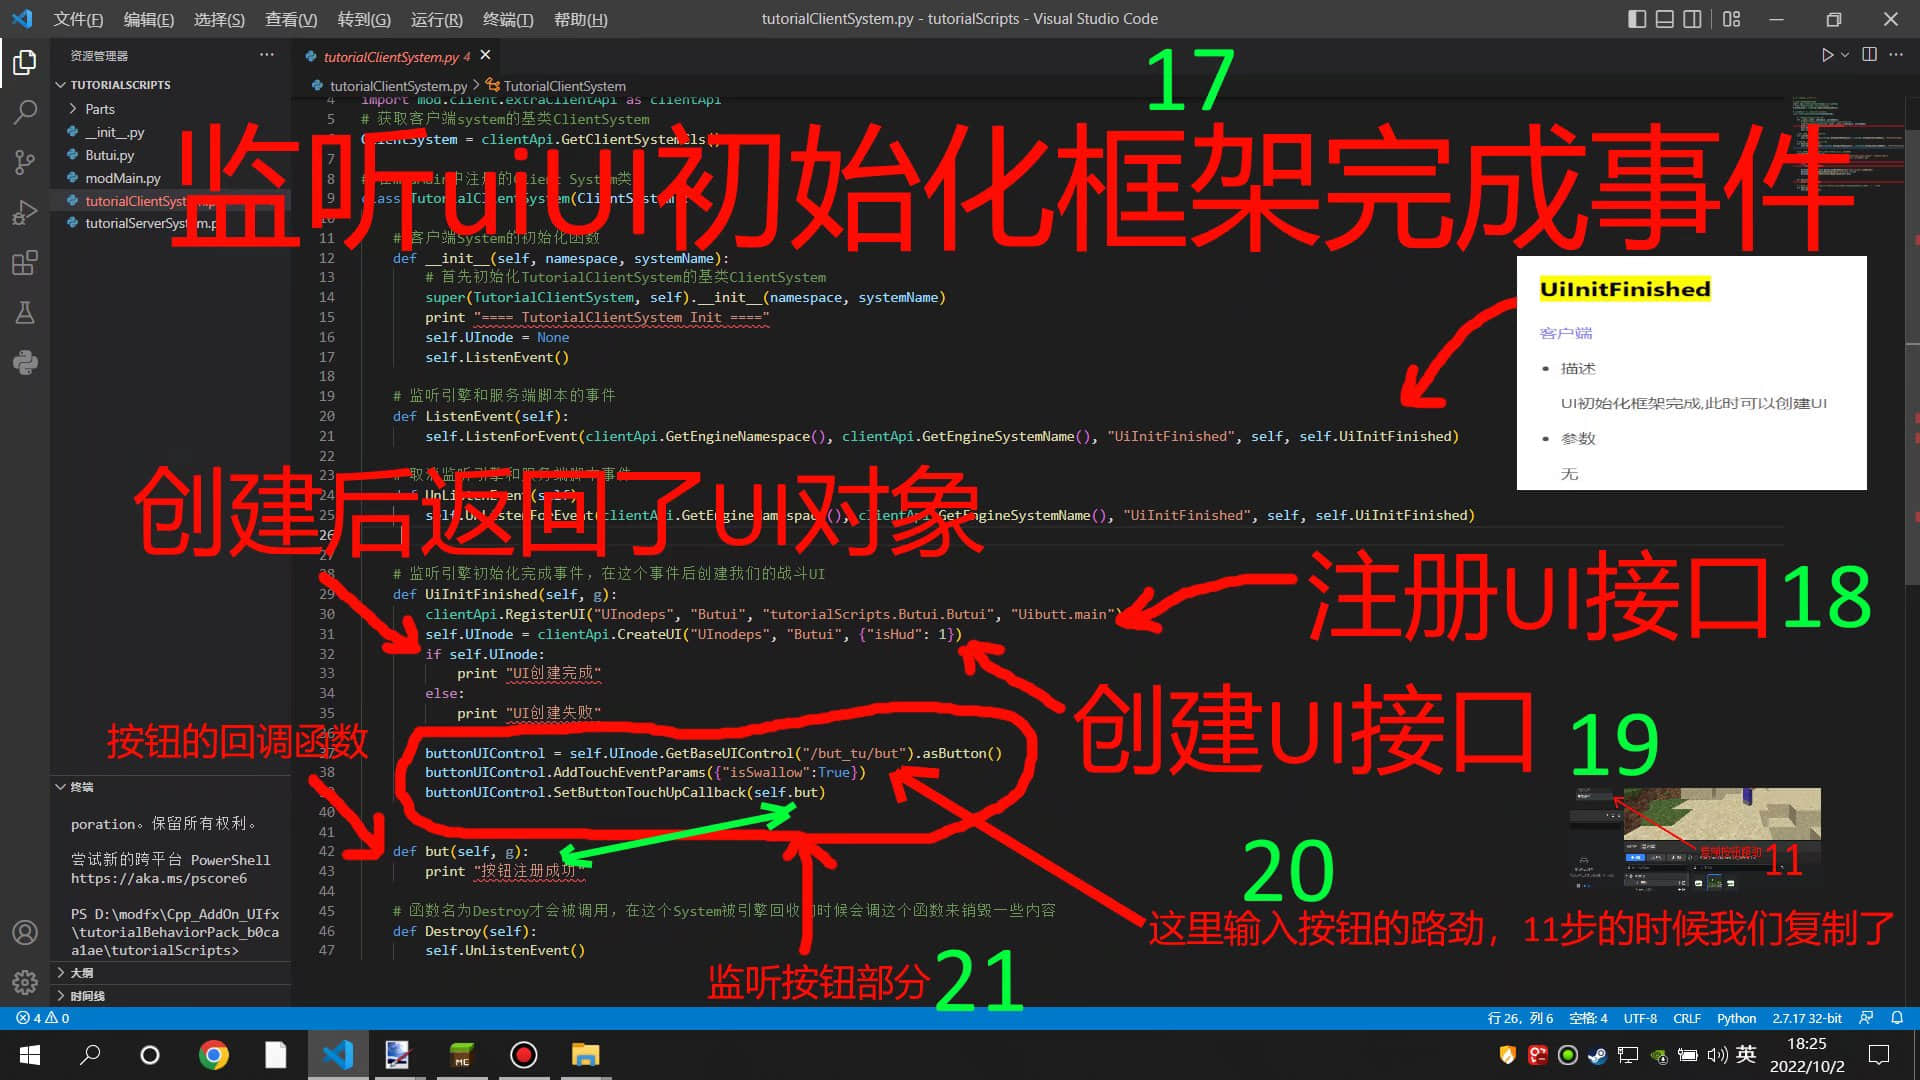 文件(F) 编辑(E) 选择(S) 查看(V) 转到(G) 运行(R) 终端(T) 帮助(H)
tutorialClientSystem.py - tutorialScripts - Visual Studio Code
资源管理器
TUTORIALSCRIPTS
Parts
__init__.py
Butui.py
modMain.py
tutorialClientSystem.p
tutorialServerSystem.p
tutorialClientSystem.py 4
tutorialClientSystem.py > TutorialClientSystem
17
监听uiUI初始化框架完成事件
4 import mod.client.extraClientApi as clientApi
5 # 获取客户端system的基类ClientSystem
ClientSystem = clientApi.GetClientSystemCls()
7
8
9 class TutorialClientSystem(ClientSystem):
11 # 客户端System的初始化函数
12 def __init__(self, namespace, systemName):
13 # 首先初始化TutorialClientSystem的基类ClientSystem
14 super(TutorialClientSystem, self).__init__(namespace, systemName)
15 print "==== TutorialClientSystem Init ===="
16 self.UInode = None
17 self.ListenEvent()
18
19 # 监听引擎和服务端脚本的事件
20 def ListenEvent(self):
21 self.ListenForEvent(clientApi.GetEngineNamespace(), clientApi.GetEngineSystemName(), "UiInitFinished", self, self.UiInitFinished)
22
23 # 取消监听引擎和服务端脚本事件
24 def UnListenEvent(self):
25 self.UnListenForEvent(clientApi.GetEngineNamespace(), clientApi.GetEngineSystemName(), "UiInitFinished", self, self.UiInitFinished)
26
27
28 # 监听引擎初始化完成事件，在这个事件后创建我们的战斗UI
29 def UiInitFinished(self, g):
30 clientApi.RegisterUI("UInodeps", "Butui", "tutorialScripts.Butui.Butui", "Uibutt.main")
31 self.UInode = clientApi.CreateUI("UInodeps", "Butui", {"isHud": 1})
32 if self.UInode:
33 print "UI创建完成"
34 else:
35 print "UI创建失败"
36
37 buttonUIControl = self.UInode.GetBaseUIControl("/but_tu/but").asButton()
38 buttonUIControl.AddTouchEventParams({"isSwallow":True})
39 buttonUIControl.SetButtonTouchUpCallback(self.but)
40
41
42 def but(self, g):
43 print "按钮注册成功"
44
45 # 函数名为Destroy才会被调用，在这个System被引擎回收的时候会调这个函数来销毁一些内容
46 def Destroy(self):
47 self.UnListenEvent()
UiInitFinished
客户端
描述
UI初始化框架完成,此时可以创建UI
参数
无
创建后返回了UI对象
注册UI接口18
创建UI接口 19
按钮的回调函数
20
这里输入按钮的路劲，11步的时候我们复制了
监听按钮部分21
11
终端
poration。保留所有权利。
尝试新的跨平台 PowerShell
https://aka.ms/pscore6
PS D:\modfx\Cpp_AddOn_UIfx
\tutorialBehaviorPack_b0ca
a1ae\tutorialScripts>
大纲
时间线
4 0
行 26，列 6 空格: 4 UTF-8 CRLF Python 2.7.17 32-bit
MC
英
18:25
2022/10/2